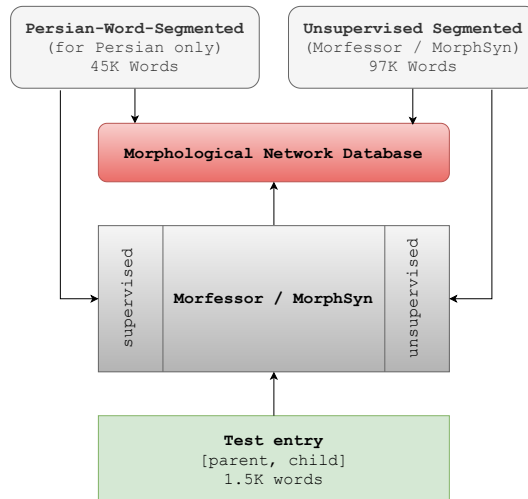 Persian-Word-Segmented
(for Persian only)
45K Words
Unsupervised Segmented
(Morfessor / MorphSyn)
97K Words
Morphological Network Database
supervised
Morfessor / MorphSyn
unsupervised
Test entry
[parent, child]
1.5K words